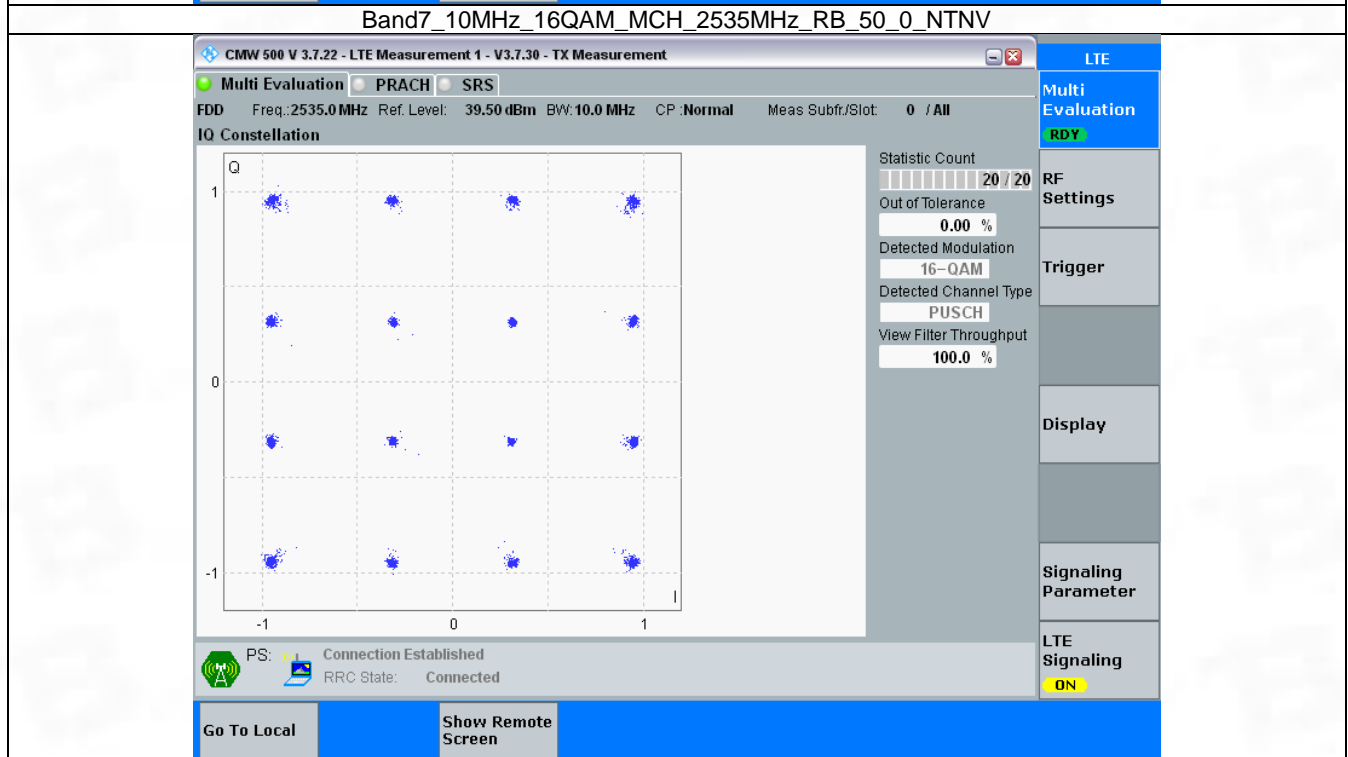 Band7_10MHz_16QAM_MCH_2535MHz_RB_50_0_NTNV
CMW 500 V 3.7.22 - LTE Measurement 1 - V3.7.30 - TX Measurement
LTE
Multi Evaluation PRACH SRS
FDD Freq.:2535.0 MHz Ref. Level: 39.50 dBm BW:10.0 MHz CP :Normal Meas Subfr./Slot: 0 / All
IQ Constellation
Multi
Evaluation
RDY
Q
1
0
-1
I
-1 0 1
Statistic Count
20 / 20
Out of Tolerance
0.00 %
Detected Modulation
16-QAM
Detected Channel Type
PUSCH
View Filter Throughput
100.0 %
RF
Settings
Trigger
Display
Signaling
Parameter
LTE
Signaling
ON
PS: Connection Established
RRC State: Connected
Go To Local
Show Remote
Screen